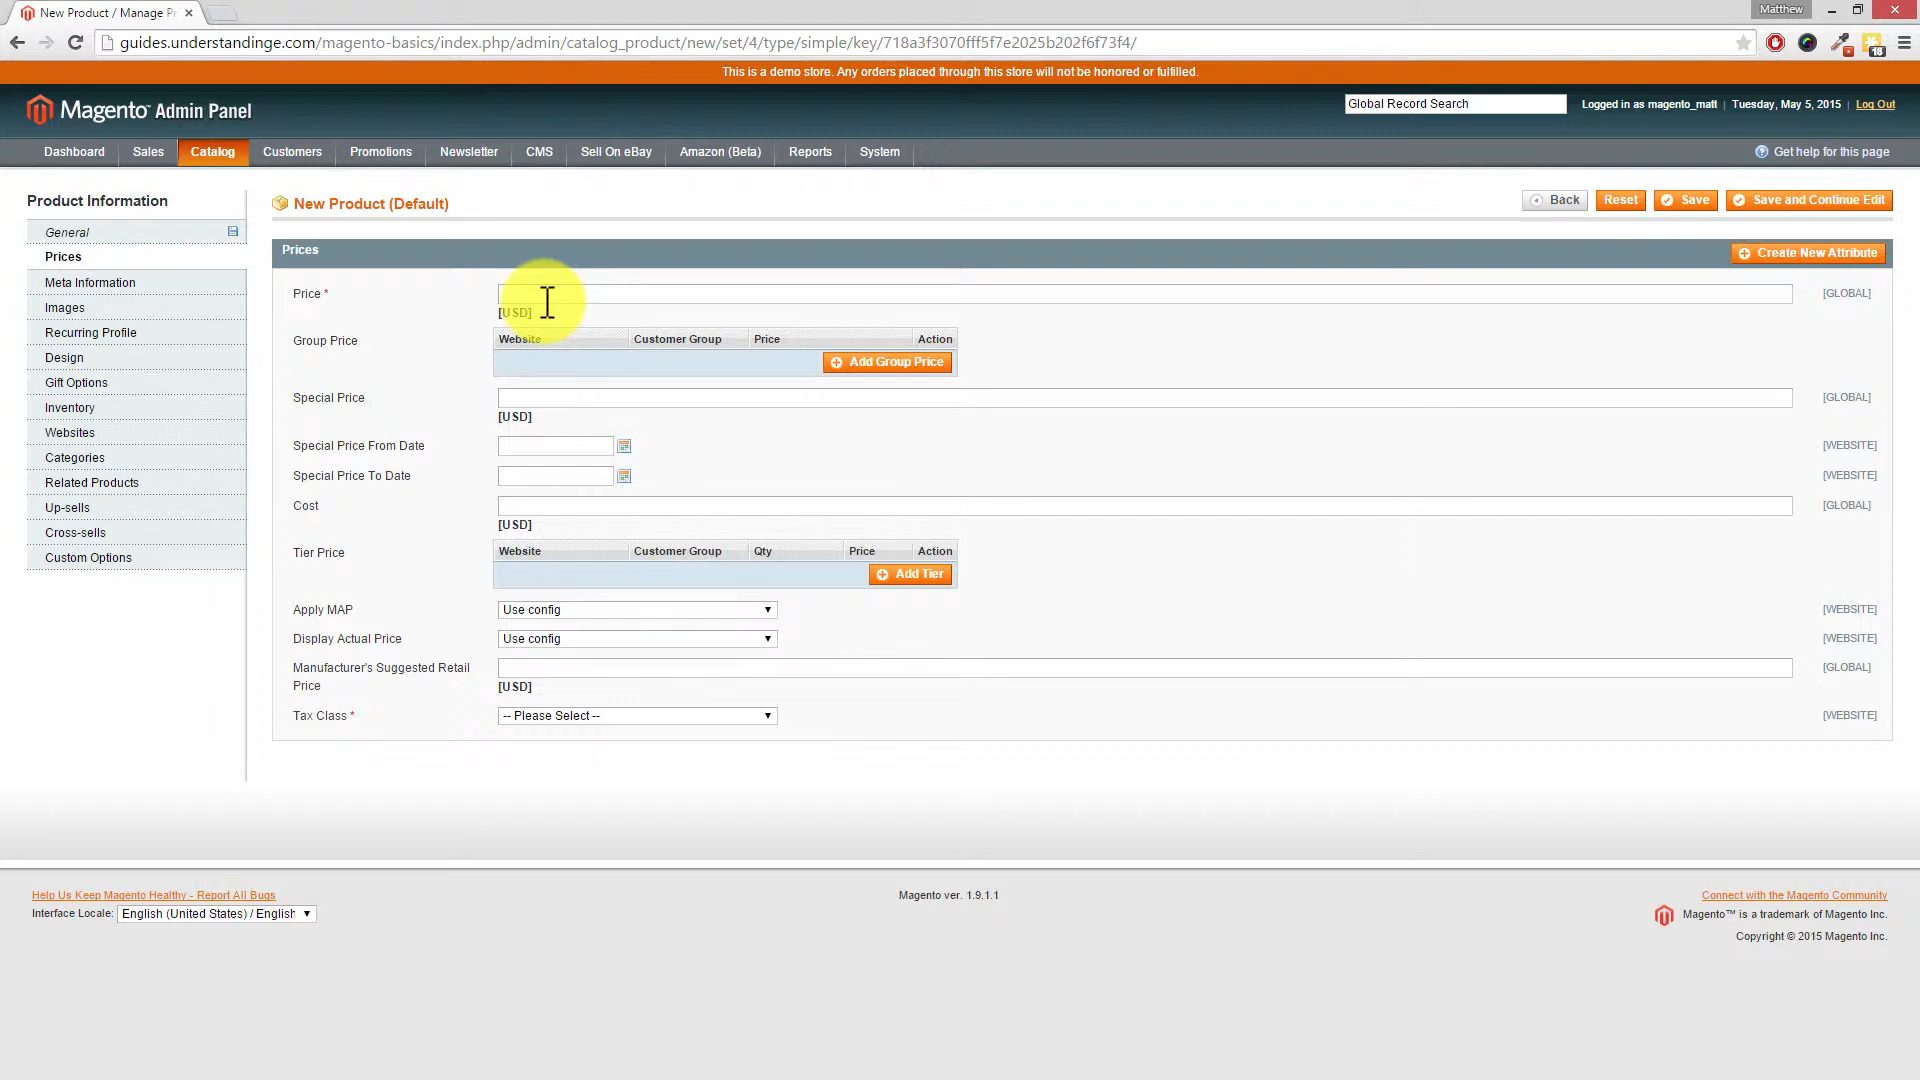 New Product / Manage Pr
Matthew
guides.understandinge.com/magento-basics/index.php/admin/catalog_product/new/set/4/type/simple/key/718a3f3070fff5f7e2025b202f6f73f4/
18
This is a demo store. Any orders placed through this store will not be honored or fulfilled.
Magento™ Admin Panel
Global Record Search
Logged in as magento_matt | Tuesday, May 5, 2015 | Log Out
Dashboard Sales Catalog Customers Promotions Newsletter CMS Sell On eBay Amazon (Beta) Reports System
Get help for this page
Product Information
General
Prices
Meta Information
Images
Recurring Profile
Design
Gift Options
Inventory
Websites
Categories
Related Products
Up-sells
Cross-sells
Custom Options
New Product (Default)
Back Reset Save Save and Continue Edit
Prices
Create New Attribute
Price * [GLOBAL]
[USD]
Group Price
Website Customer Group Price Action
Add Group Price
Special Price [GLOBAL]
[USD]
Special Price From Date [WEBSITE]
Special Price To Date [WEBSITE]
Cost [GLOBAL]
[USD]
Tier Price
Website Customer Group Qty Price Action
Add Tier
Apply MAP Use config [WEBSITE]
Display Actual Price Use config [WEBSITE]
Manufacturer's Suggested Retail Price [GLOBAL]
[USD]
Tax Class * -- Please Select -- [WEBSITE]
Help Us Keep Magento Healthy - Report All Bugs
Interface Locale: English (United States) / English
Magento ver. 1.9.1.1
Connect with the Magento Community
Magento™ is a trademark of Magento Inc.
Copyright © 2015 Magento Inc.